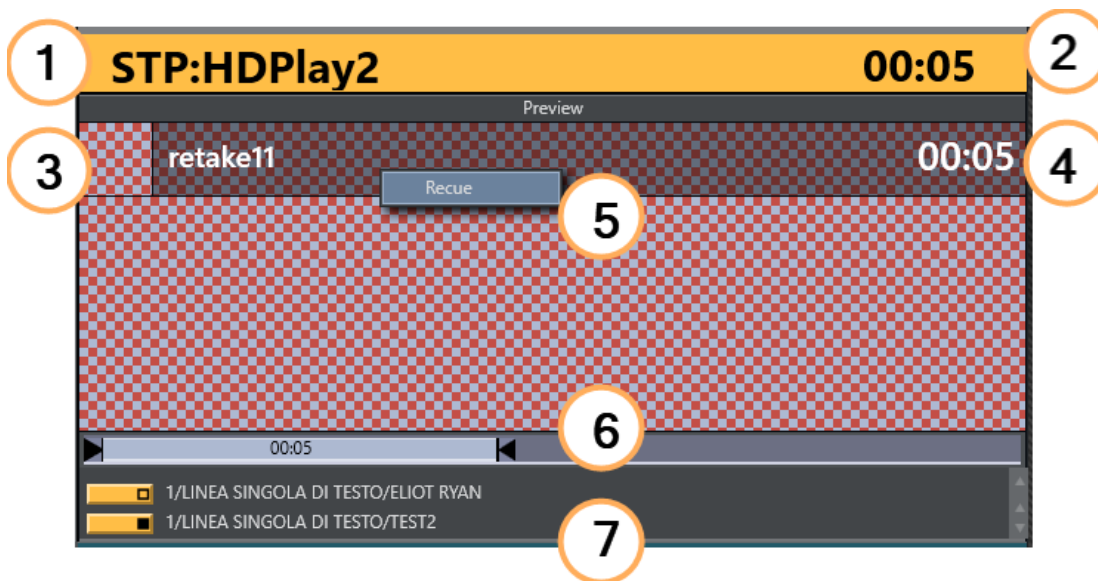 1 STP:HDPlay2 00:05 2
Preview
3 retake11 00:05 4
Recue
5
6
00:05
1/LINEA SINGOLA DI TESTO/ELIOT RYAN
1/LINEA SINGOLA DI TESTO/TEST2
7